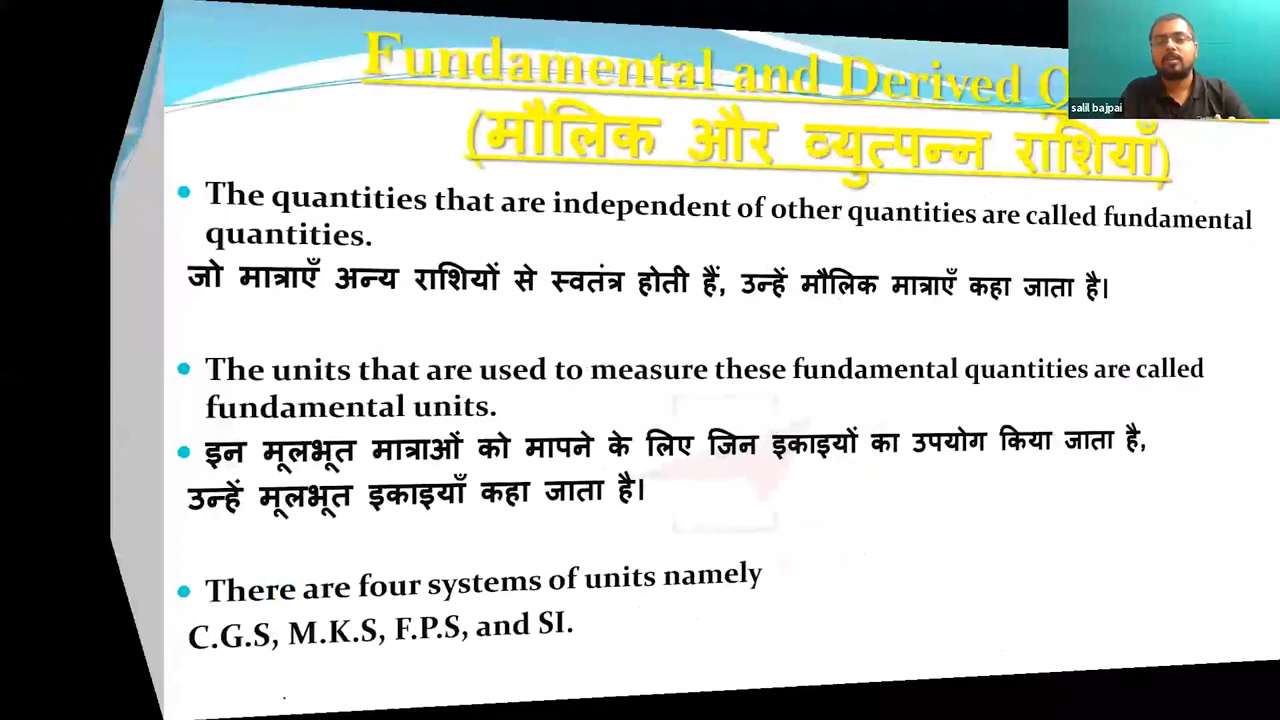 Fundamental and Derived
salil bajpai
(मौलिक और व्युत्पन्न राशियाँ)
• The quantities that are independent of other quantities are called fundamental
quantities.
जो मात्राएँ अन्य राशियों से स्वतंत्र होती हैं, उन्हें मौलिक मात्राएँ कहा जाता है।
• The units that are used to measure these fundamental quantities are called
fundamental units.
• इन मूलभूत मात्राओं को मापने के लिए जिन इकाइयों का उपयोग किया जाता है,
उन्हें मूलभूत इकाइयाँ कहा जाता है।
• There are four systems of units namely
C.G.S, M.K.S, F.P.S, and SI.